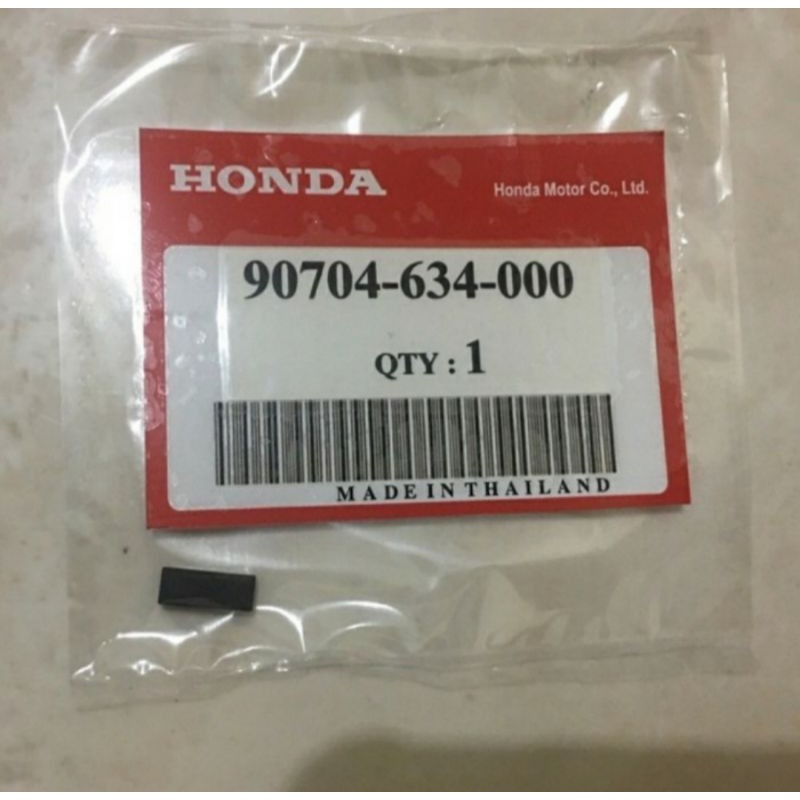 HONDA
Honda Motor Co., Ltd.
90704-634-000
QTY : 1
MADE IN THAILAND